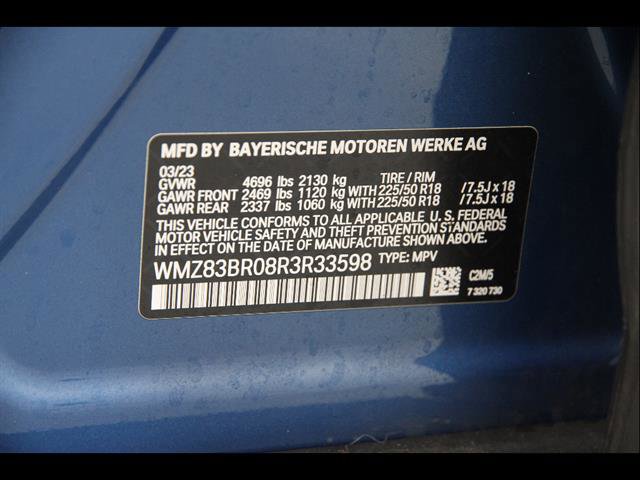 MFD BY BAYERISCHE MOTOREN WERKE AG
03/23
GVWR 4696 lbs 2130 kg TIRE / RIM
GAWR FRONT 2469 lbs 1120 kg WITH 225/50 R18 /7.5J x 18
GAWR REAR 2337 lbs 1060 kg WITH 225/50 R18 /7.5J x 18
THIS VEHICLE CONFORMS TO ALL APPLICABLE U.S. FEDERAL
MOTOR VEHICLE SAFETY AND THEFT PREVENTION STANDARDS
IN EFFECT ON THE DATE OF MANUFACTURE SHOWN ABOVE.
WMZ83BR08R3R33598 TYPE: MPV
C2M/5
7 320 730